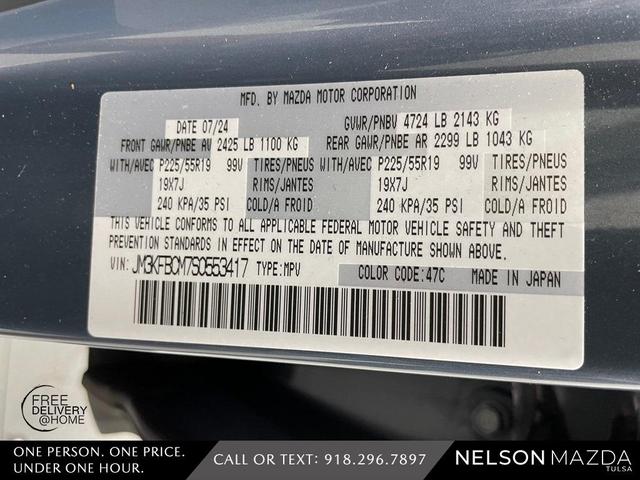 MFD. BY MAZDA MOTOR CORPORATION
DATE 07/24 GVWR/PNBV 4724 LB 2143 KG
FRONT GAWR/PNBE AV 2425 LB 1100 KG REAR GAWR/PNBE AR 2299 LB 1043 KG
WITH/AVEC P225/55R19 99V TIRES/PNEUS WITH/AVEC P225/55R19 99V TIRES/PNEUS
19X7J RIMS/JANTES 19X7J RIMS/JANTES
240 KPA/35 PSI COLD/A FROID 240 KPA/35 PSI COLD/A FROID
THIS VEHICLE CONFORMS TO ALL APPLICABLE FEDERAL MOTOR VEHICLE SAFETY AND THEFT
PREVENTION STANDARDS IN EFFECT ON THE DATE OF MANUFACTURE SHOWN ABOVE.
VIN: JM3KFBCM7S0553417 TYPE:MPV COLOR CODE:47C MADE IN JAPAN
FREE
DELIVERY
@HOME
ONE PERSON. ONE PRICE.
UNDER ONE HOUR.
CALL OR TEXT: 918.296.7897
NELSON MAZDA
TULSA